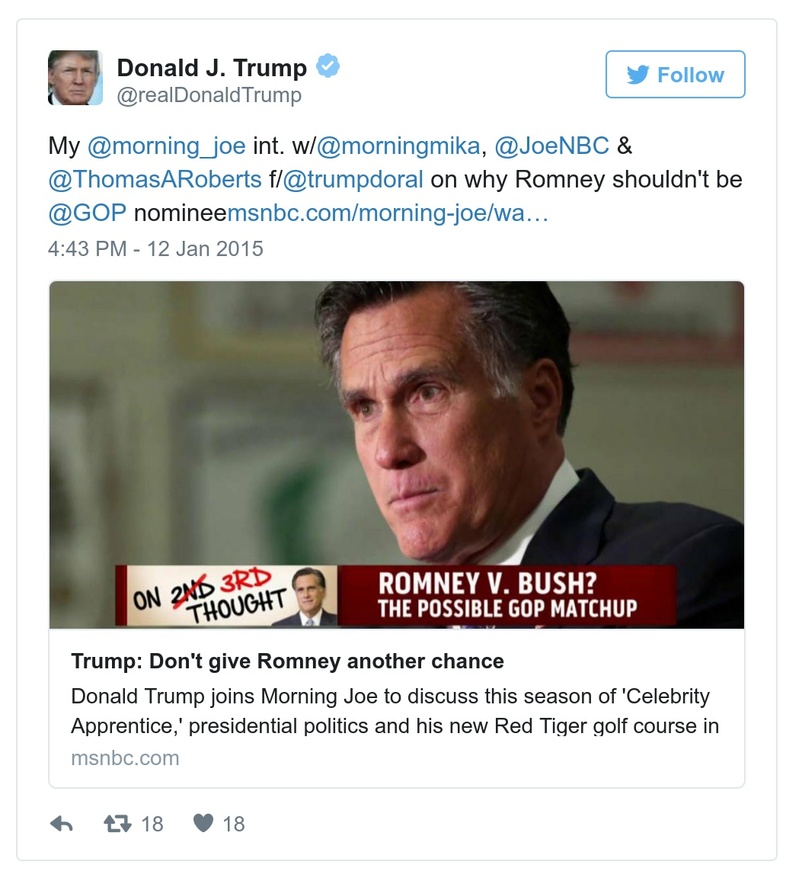 Donald J. Trump
@realDonaldTrump
Follow
My @morning_joe int. w/@morningmika, @JoeNBC &
@ThomasARoberts f/@trumpdoral on why Romney shouldn't be
@GOP nomineemsnbc.com/morning-joe/wa…
4:43 PM - 12 Jan 2015
ON 2ND 3RD
THOUGHT
ROMNEY V. BUSH?
THE POSSIBLE GOP MATCHUP
Trump: Don't give Romney another chance
Donald Trump joins Morning Joe to discuss this season of 'Celebrity
Apprentice,' presidential politics and his new Red Tiger golf course in
msnbc.com
18 18